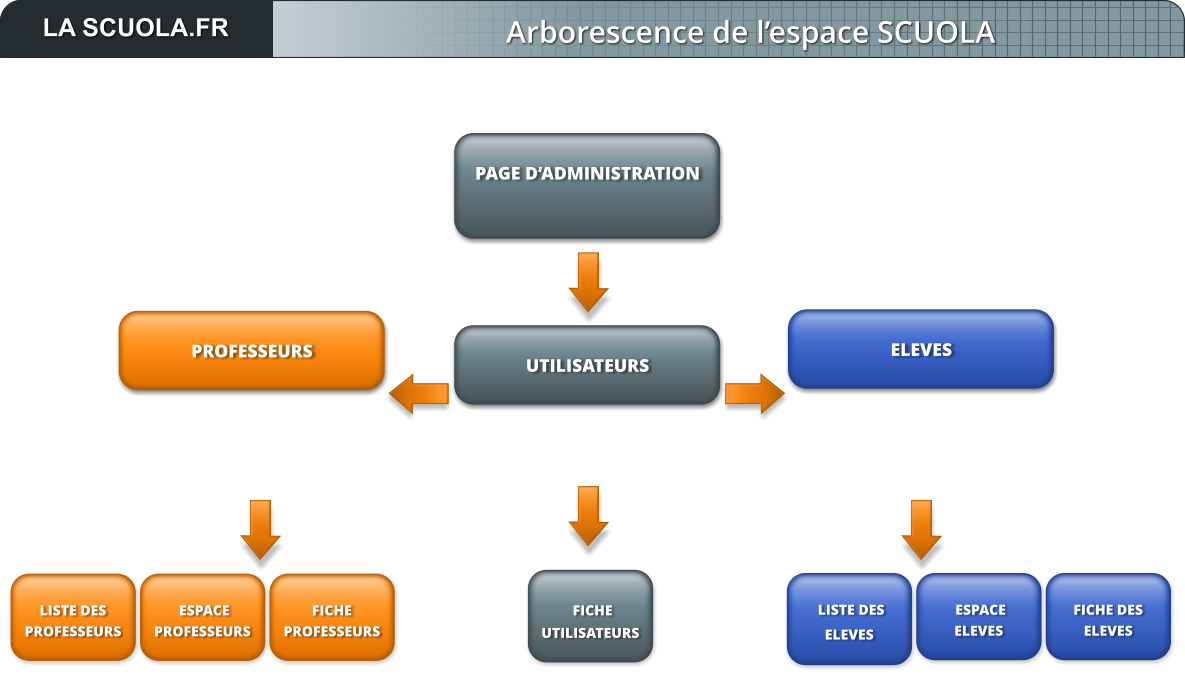 LA SCUOLA.FR
Arborescence de l’espace SCUOLA
PAGE D’ADMINISTRATION
PROFESSEURS
UTILISATEURS
ELEVES
LISTE DES
PROFESSEURS
ESPACE
PROFESSEURS
FICHE
PROFESSEURS
FICHE
UTILISATEURS
LISTE DES
ELEVES
ESPACE
ELEVES
FICHE DES
ELEVES